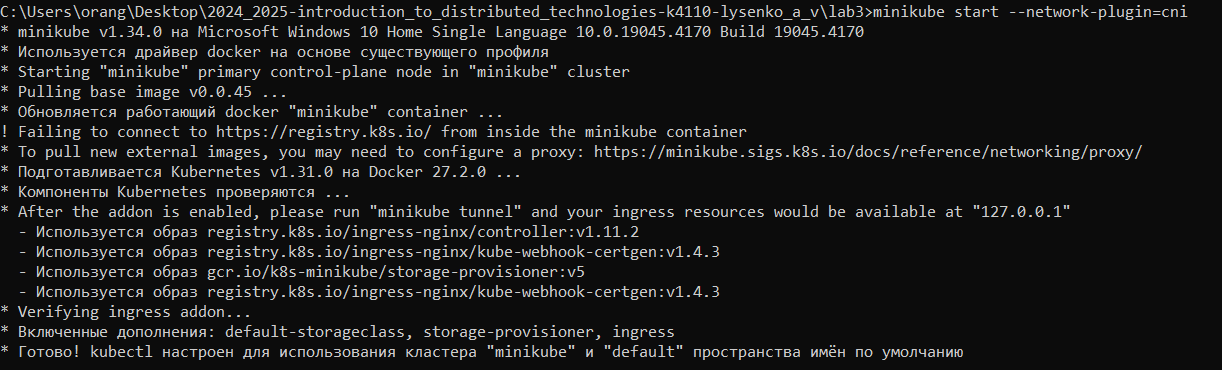 C:\Users\orang\Desktop\2024_2025-introduction_to_distributed_technologies-k4110-lysenko_a_v\lab3>minikube start --network-plugin=cni
* minikube v1.34.0 на Microsoft Windows 10 Home Single Language 10.0.19045.4170 Build 19045.4170
* Используется драйвер docker на основе существующего профиля
* Starting "minikube" primary control-plane node in "minikube" cluster
* Pulling base image v0.0.45 ...
* Обновляется работающий docker "minikube" container ...
! Failing to connect to https://registry.k8s.io/ from inside the minikube container
* To pull new external images, you may need to configure a proxy: https://minikube.sigs.k8s.io/docs/reference/networking/proxy/
* Подготавливается Kubernetes v1.31.0 на Docker 27.2.0 ...
* Компоненты Kubernetes проверяются ...
* After the addon is enabled, please run "minikube tunnel" and your ingress resources would be available at "127.0.0.1"
  - Используется образ registry.k8s.io/ingress-nginx/controller:v1.11.2
  - Используется образ registry.k8s.io/ingress-nginx/kube-webhook-certgen:v1.4.3
  - Используется образ gcr.io/k8s-minikube/storage-provisioner:v5
  - Используется образ registry.k8s.io/ingress-nginx/kube-webhook-certgen:v1.4.3
* Verifying ingress addon...
* Включенные дополнения: default-storageclass, storage-provisioner, ingress
* Готово! kubectl настроен для использования кластера "minikube" и "default" пространства имён по умолчанию